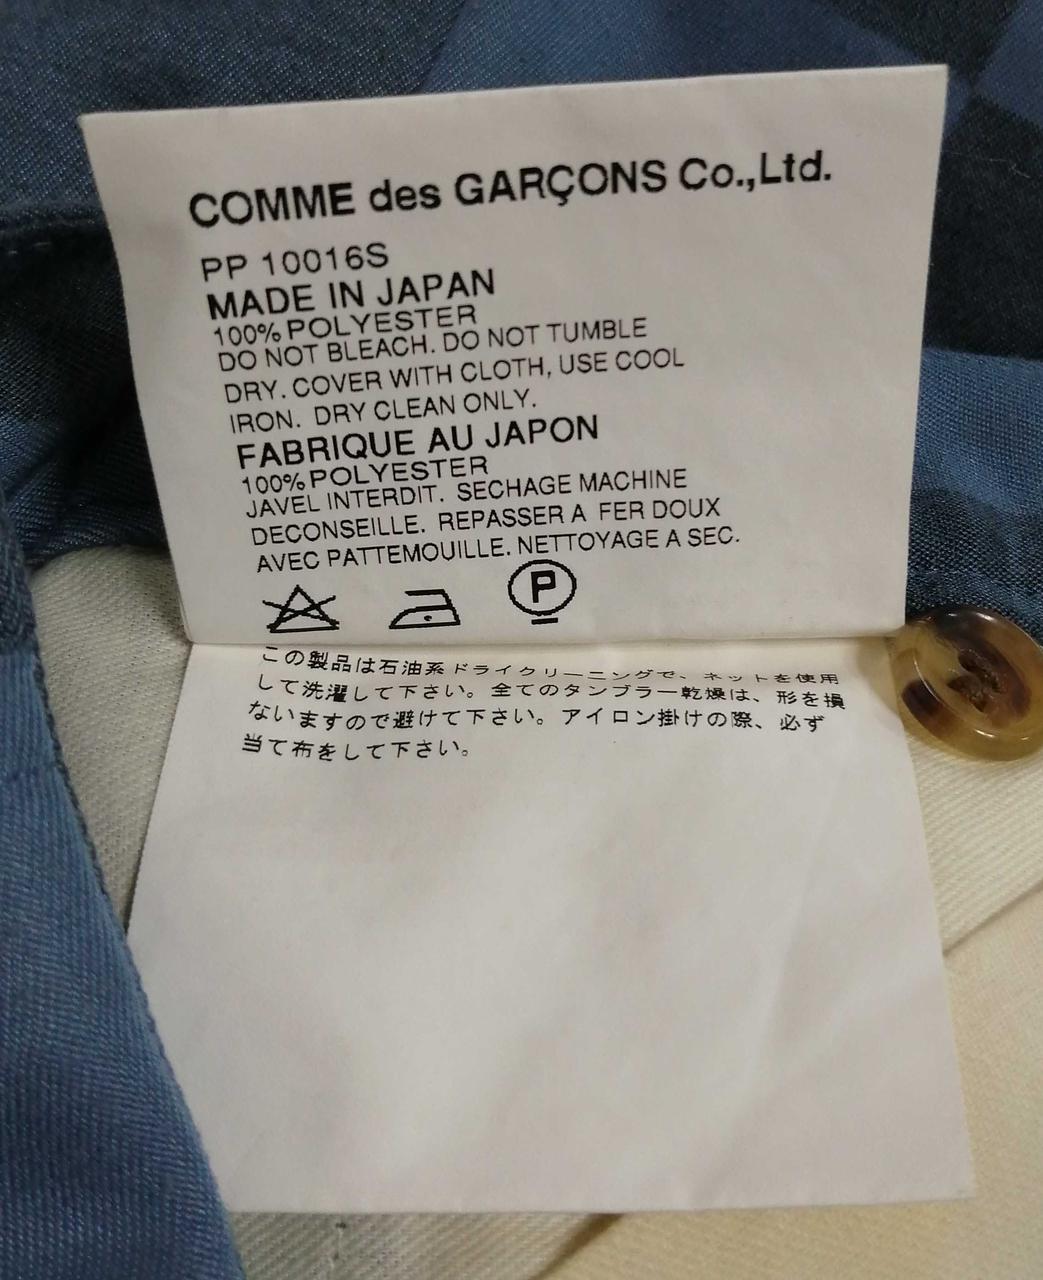 COMME des GARÇONS Co.,Ltd.
PP 10016S
MADE IN JAPAN
100% POLYESTER
DO NOT BLEACH. DO NOT TUMBLE
DRY. COVER WITH CLOTH, USE COOL
IRON. DRY CLEAN ONLY.
FABRIQUE AU JAPON
100% POLYESTER
JAVEL INTERDIT. SECHAGE MACHINE
DECONSEILLE. REPASSER A FER DOUX
AVEC PATTEMOUILLE. NETTOYAGE A SEC.
P
この製品は石油系ドライクリーニングで、ネットを使用
して洗濯して下さい。全てのタンブラー乾燥は、形を損
ないますので避けて下さい。アイロン掛けの際、必ず
当て布をして下さい。